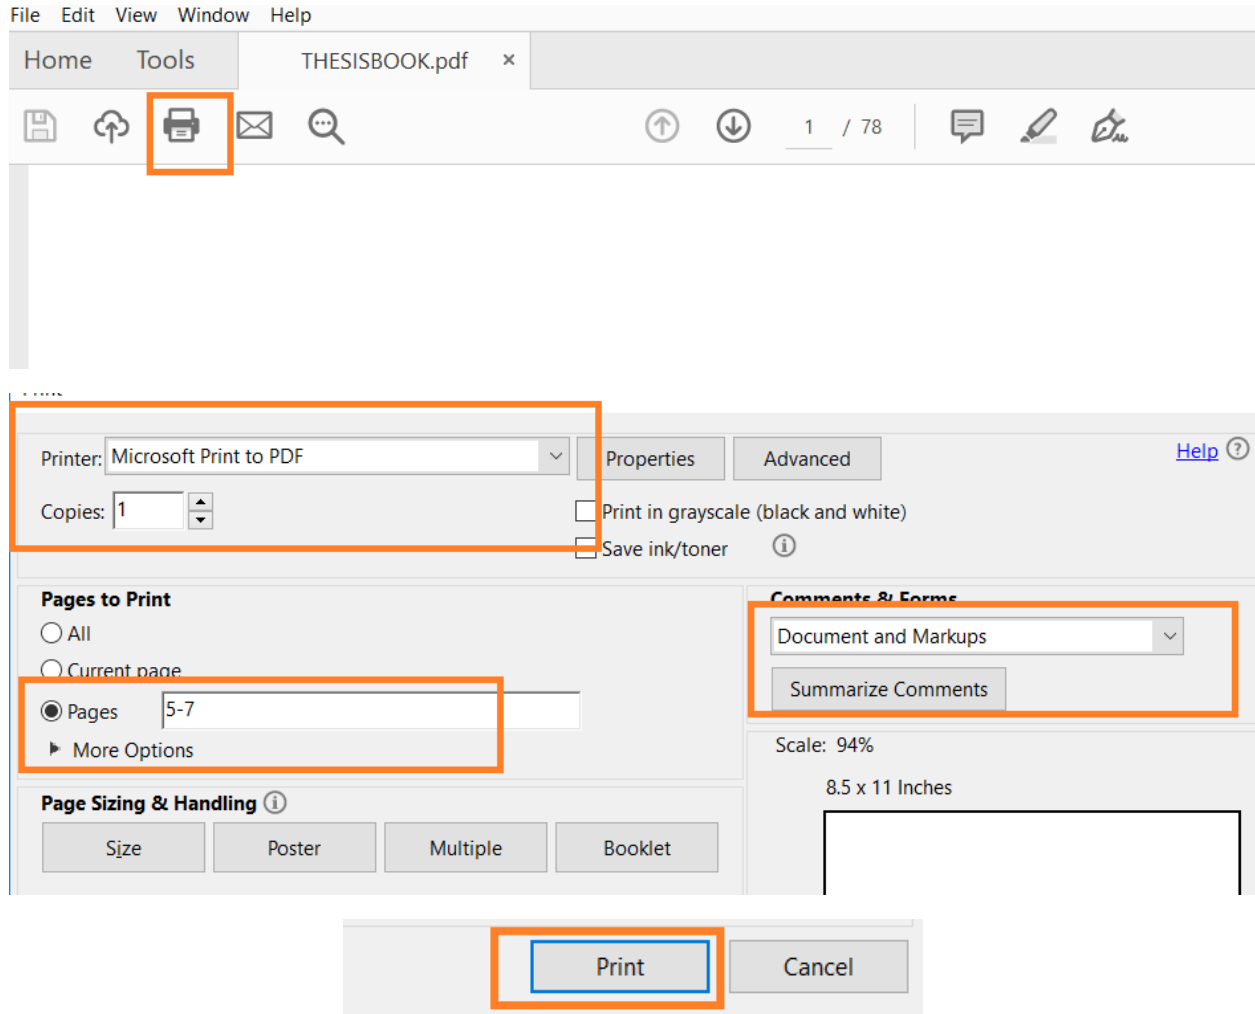 File Edit View Window Help
Home Tools THESISBOOK.pdf ×
1 / 78
Print
Printer: Microsoft Print to PDF Properties Advanced Help ?
Copies: 1 Print in grayscale (black and white)
Save ink/toner i
Pages to Print Comments & Forms
All Document and Markups
Current page
Summarize Comments
Pages 5-7
More Options Scale: 94%
8.5 x 11 Inches
Page Sizing & Handling i
Size Poster Multiple Booklet
Print Cancel